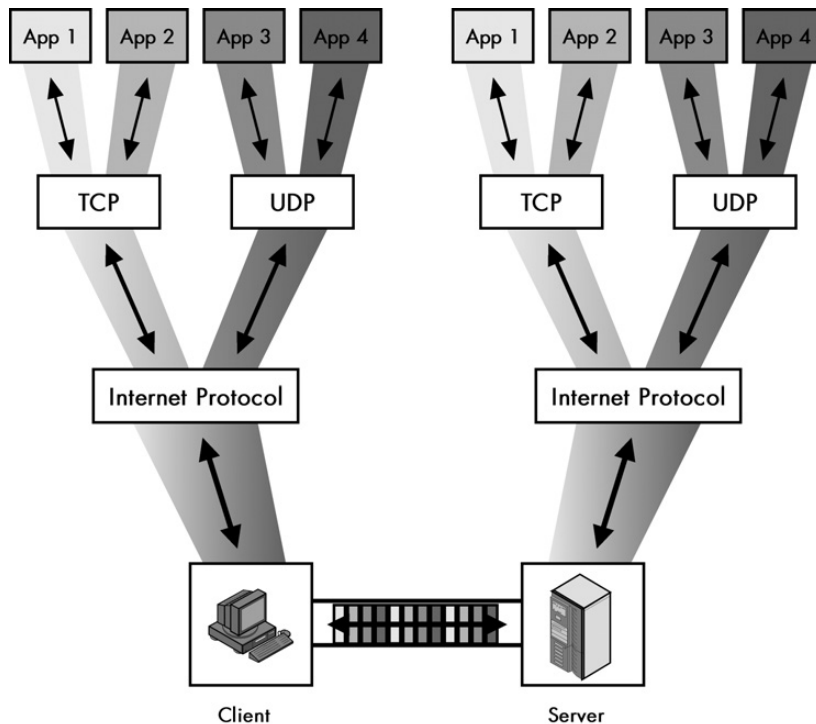 App 1 App 2 App 3 App 4 App 1 App 2 App 3 App 4
TCP UDP TCP UDP
Internet Protocol Internet Protocol
Client Server